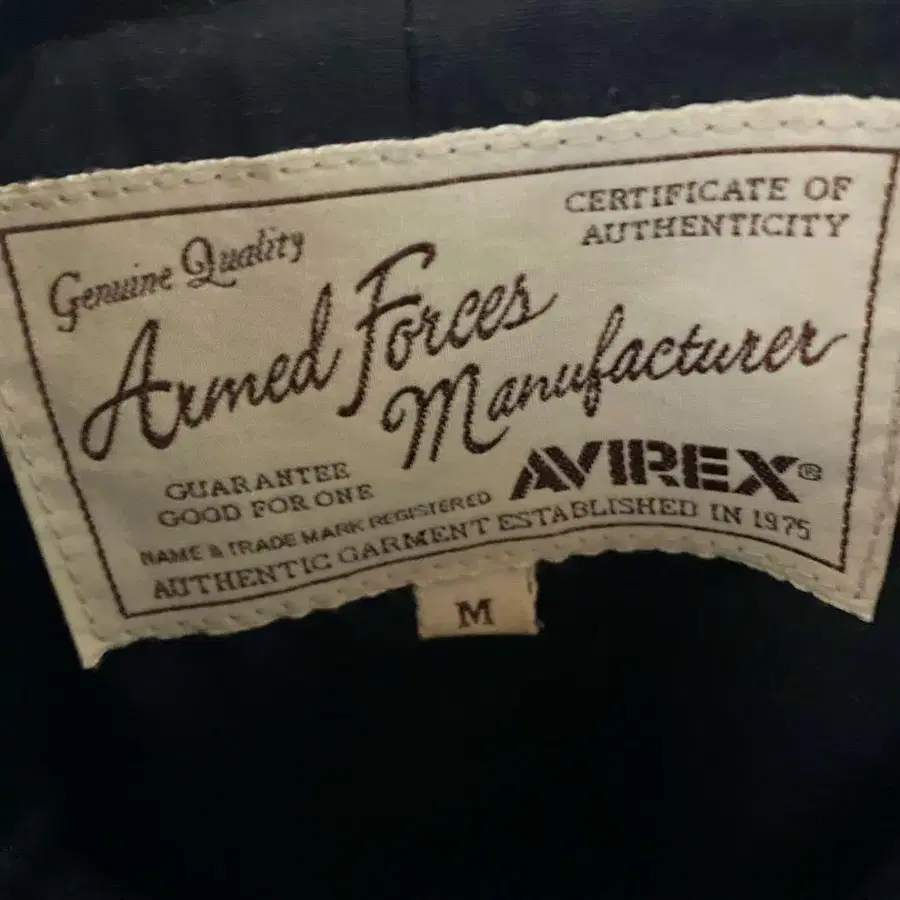 Genuine Quality
CERTIFICATE OF
AUTHENTICITY
Armed Forces
Manufacturer
GUARANTEE
GOOD FOR ONE
AVIREX®
NAME & TRADE MARK REGISTERED
AUTHENTIC GARMENT ESTABLISHED IN 1975
M